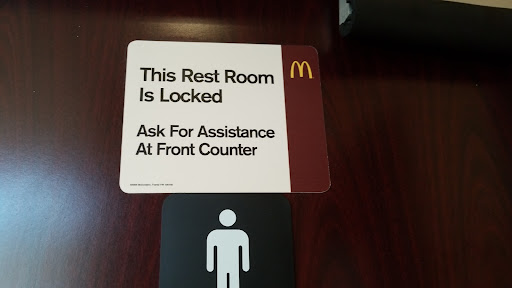 This Rest Room
Is Locked
Ask For Assistance
At Front Counter